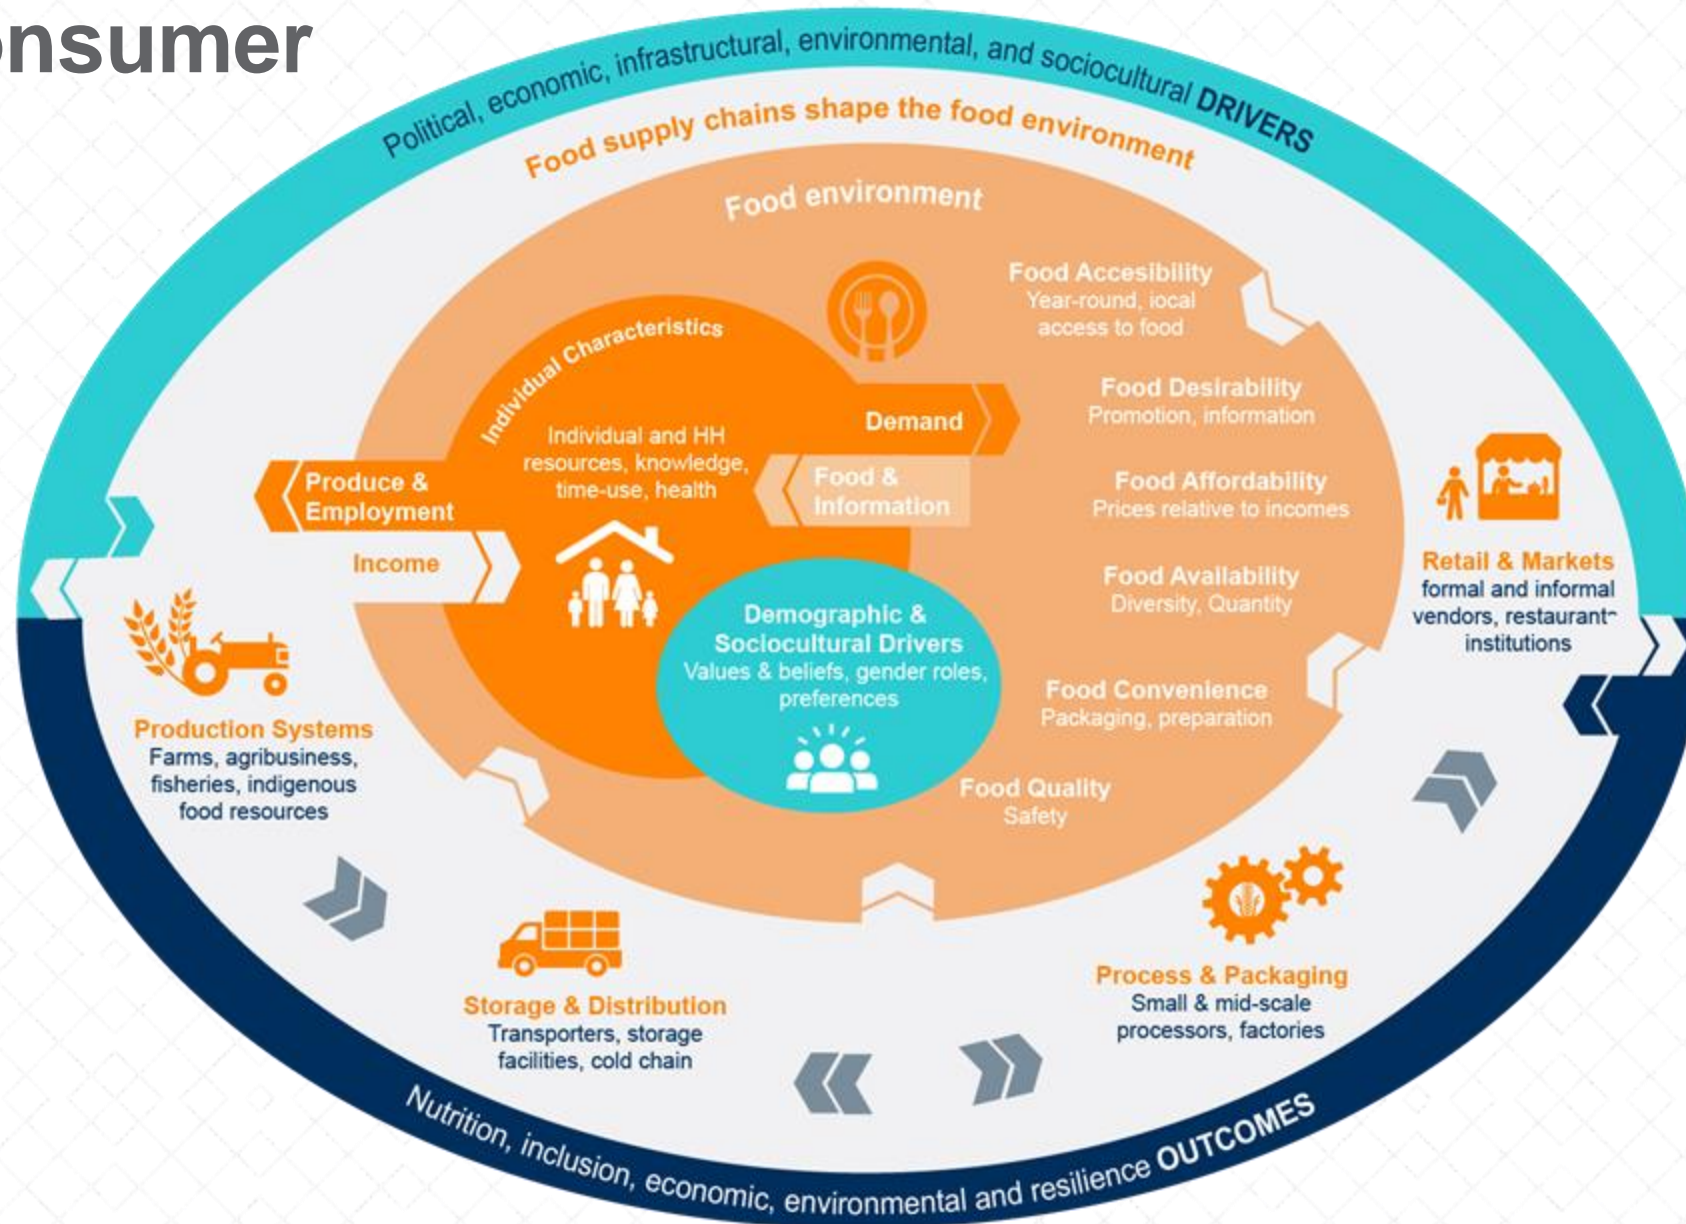 onsumer
Political, economic, infrastructural, environmental, and sociocultural DRIVERS
Food supply chains shape the food environment
Food environment
Food Accesibility
Year-round, iocal
access to food
Individual Characteristics
Food Desirability
Promotion, information
Demand
Individual and HH
resources, knowledge,
time-use, health
Food &
Information
Food Affordability
Prices relative to incomes
Produce &
Employment
Income
Retail & Markets
formal and informal
vendors, restaurant
institutions
Food Availability
Diversity, Quantity
Demographic &
Sociocultural Drivers
Values & beliefs, gender roles,
preferences
Food Convenience
Packaging, preparation
Production Systems
Farms, agribusiness,
fisheries, indigenous
food resources
Food Quality
Safety
Storage & Distribution
Transporters, storage
facilities, cold chain
Process & Packaging
Small & mid-scale
processors, factories
Nutrition, inclusion, economic, environmental and resilience OUTCOMES